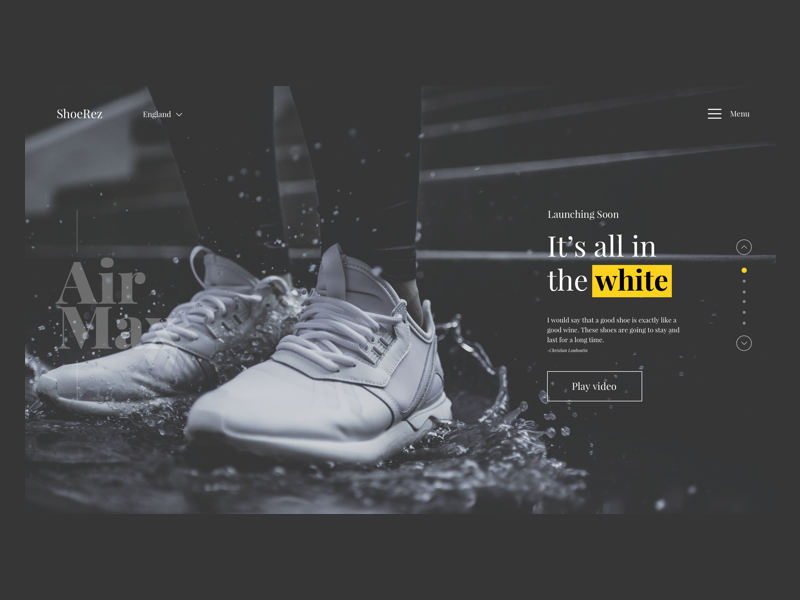 ShoeRez
England
Menu
Air
Max
Launching Soon
It's all in
the white
I would say that a good shoe is exactly like a
good wine. These shoes are going to stay and
last for a long time.
-Christian Louboutin
Play video